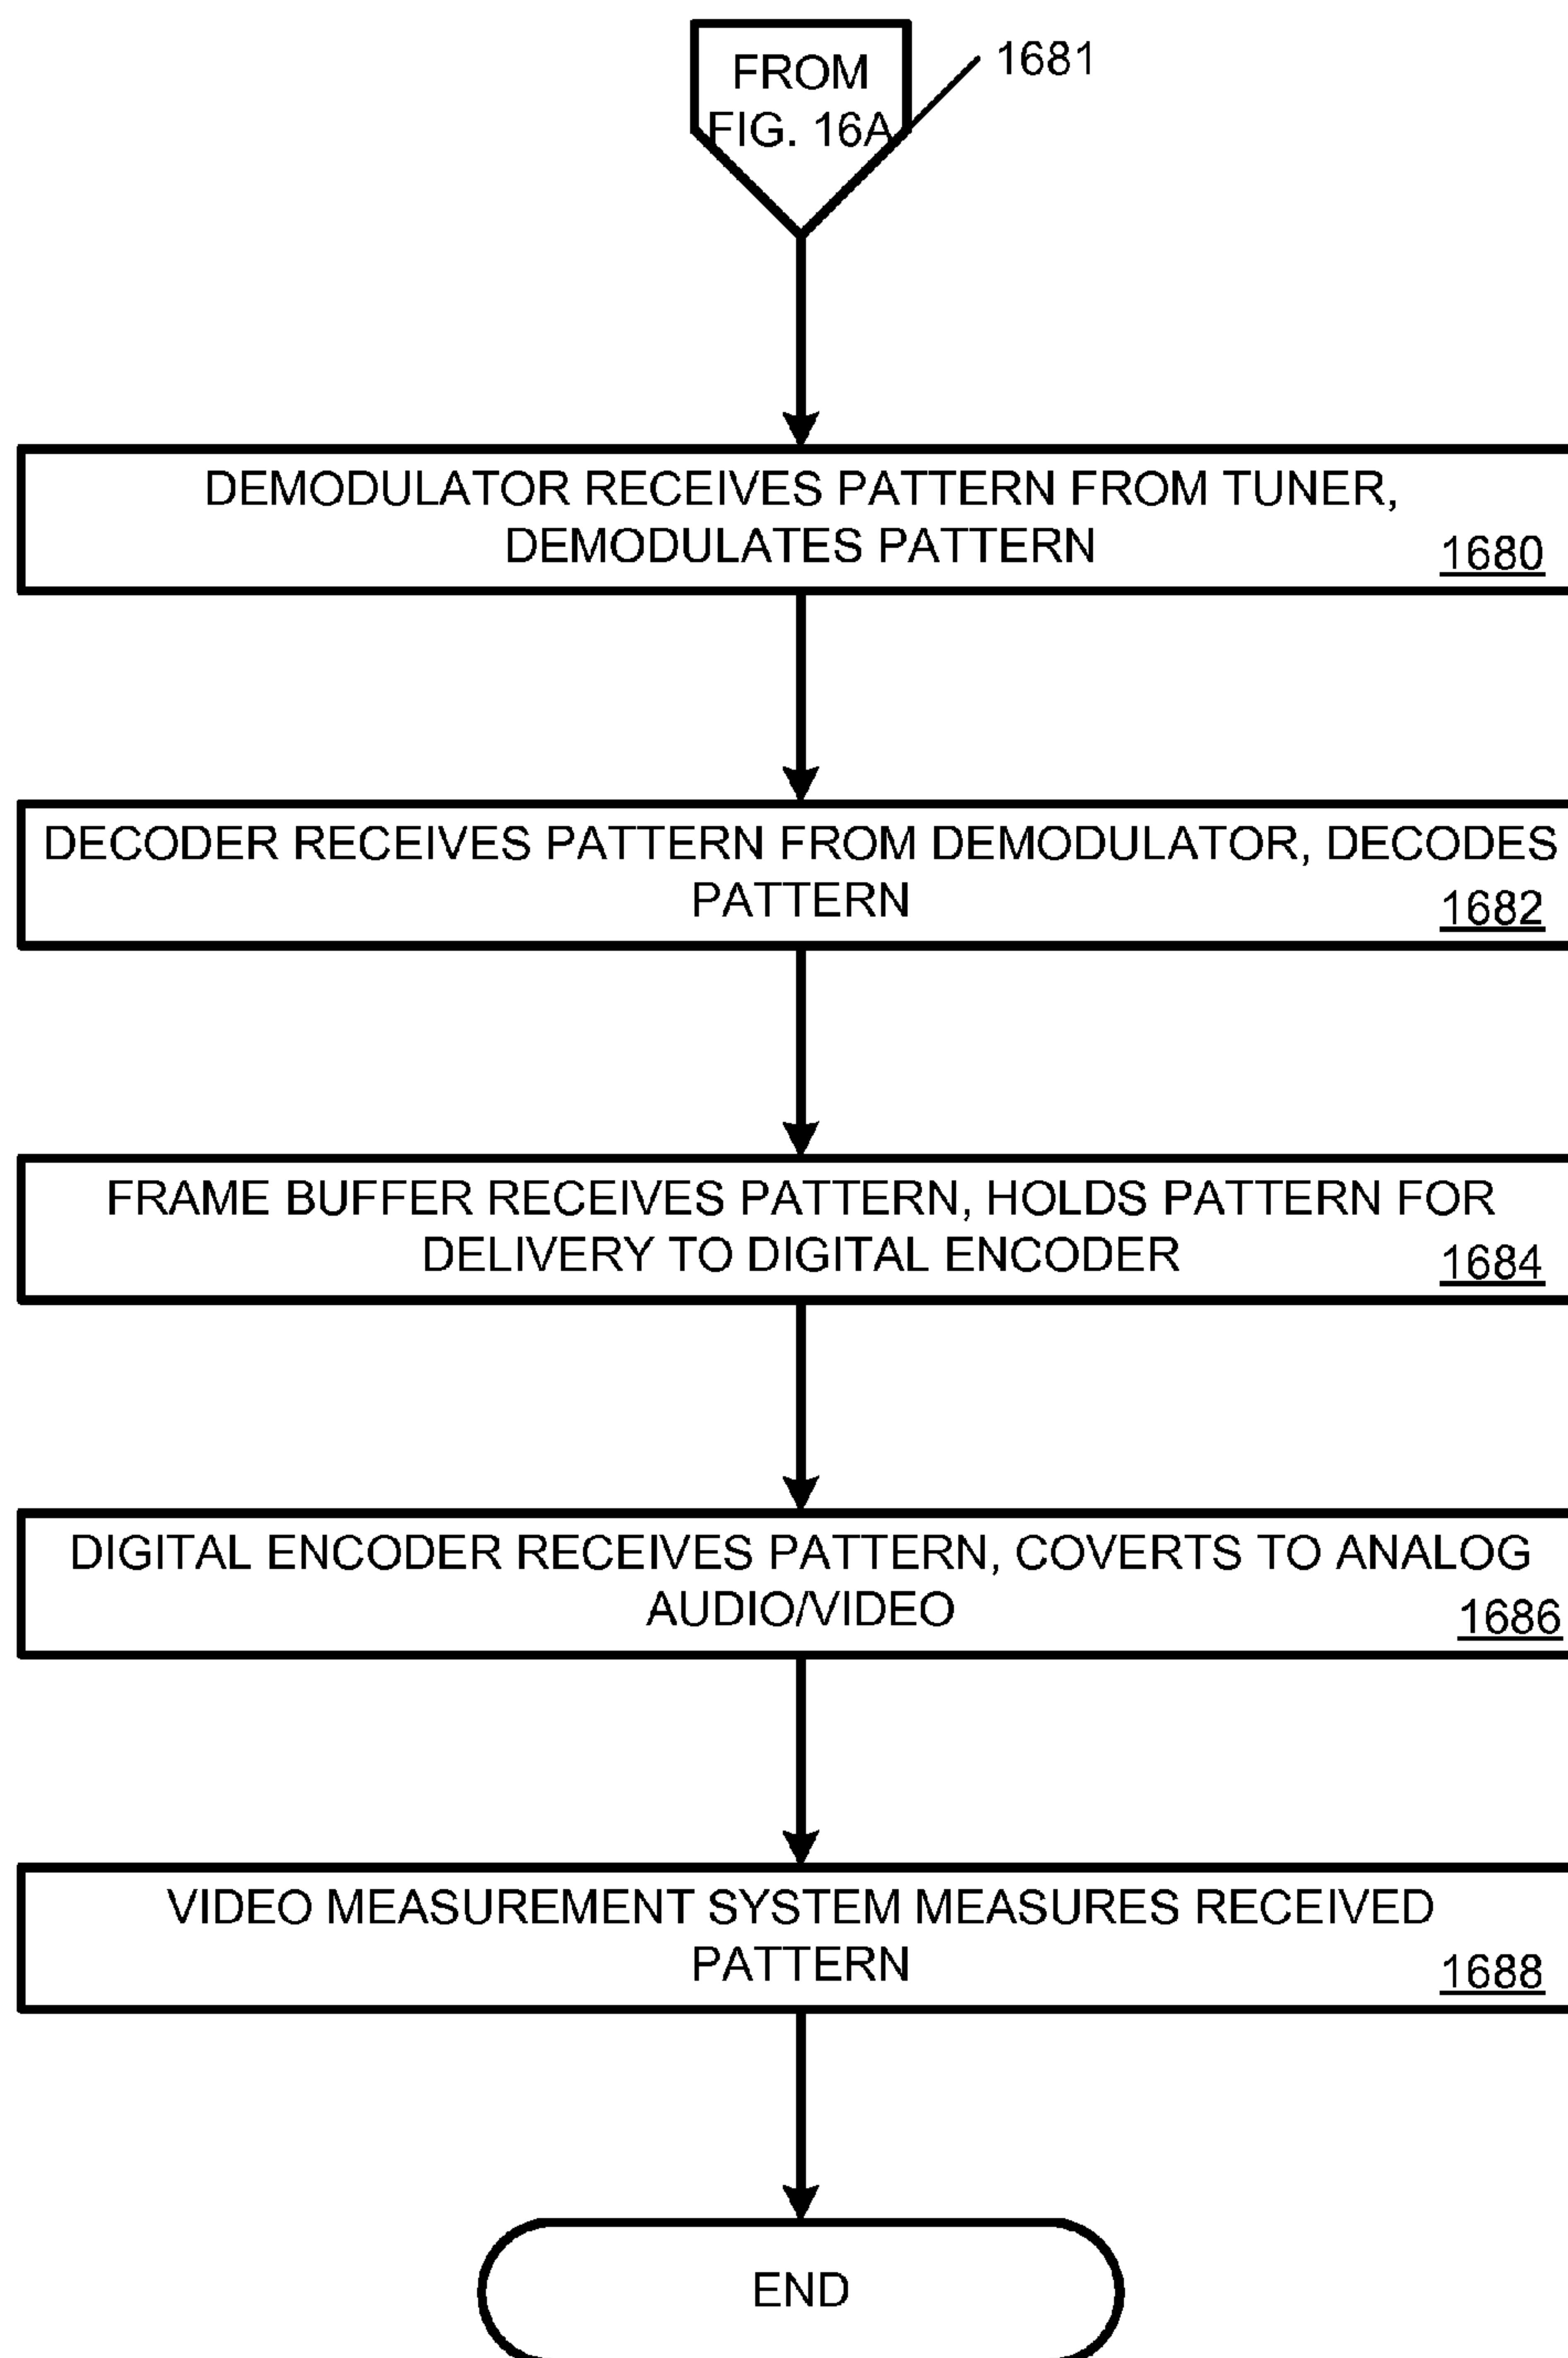 FROM
FIG. 16A
1681
DEMODULATOR RECEIVES PATTERN FROM TUNER,
DEMODULATES PATTERN
1680
DECODER RECEIVES PATTERN FROM DEMODULATOR, DECODES
PATTERN
1682
FRAME BUFFER RECEIVES PATTERN, HOLDS PATTERN FOR
DELIVERY TO DIGITAL ENCODER
1684
DIGITAL ENCODER RECEIVES PATTERN, COVERTS TO ANALOG
AUDIO/VIDEO
1686
VIDEO MEASUREMENT SYSTEM MEASURES RECEIVED
PATTERN
1688
END